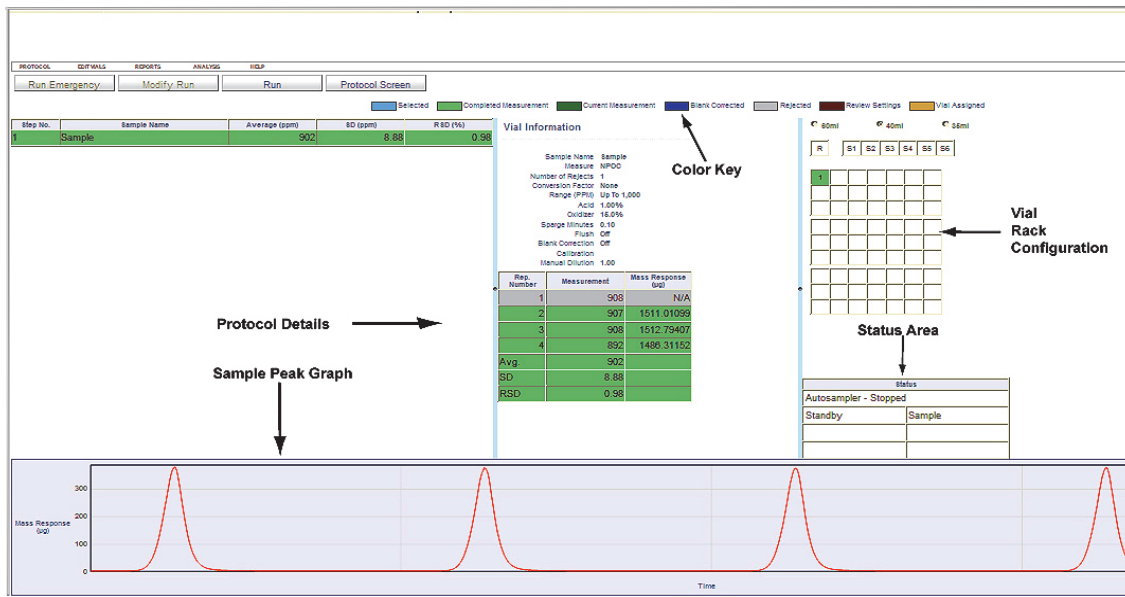 PROTOCOL EDIT VIALS REPORTS ANALYSIS HELP
Run Emergency Modify Run Run Protocol Screen
Selected Completed Measurement Current Measurement Blank Corrected Rejected Review Settings Vial Assigned
Step No. Sample Name Average (ppm) SD (ppm) RSD (%)
1 Sample 902 8.88 0.98
Vial Information
Sample Name Sample
Measure NPOC
Number of Rejects 1
Conversion Factor None
Range (PPM) Up To 1,000
Acid 1.00%
Oxidizer 15.0%
Sparge Minutes 0.10
Flush Off
Blank Correction Off
Calibration
Manual Dilution 1.00
Rep. Number Measurement Mass Response (µg)
1 908 N/A
2 907 1511.01099
3 908 1512.79407
4 892 1486.31152
Avg. 902
SD 8.88
RSD 0.98
Color Key
40ml
R S1 S2 S3 S4 S5 S6
1
Vial
Rack
Configuration
Protocol Details
Status Area
Sample Peak Graph
Status
Autosampler - Stopped
Standby Sample
Mass Response
(µg)
300
200
100
0
Time